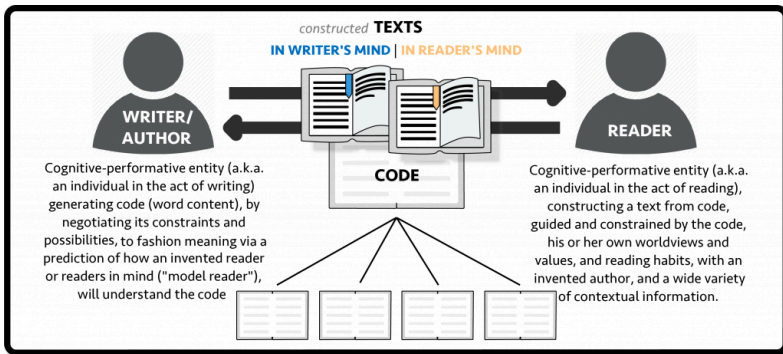 constructed TEXTS
IN WRITER'S MIND | IN READER'S MIND
WRITER/
AUTHOR
Cognitive-performative entity (a.k.a.
an individual in the act of writing)
generating code (word content), by
negotiating its constraints and
possibilities, to fashion meaning via a
prediction of how an invented reader
or readers in mind ("model reader"),
will understand the code
CODE
READER
Cognitive-performative entity (a.k.a.
an individual in the act of reading),
constructing a text from code,
guided and constrained by the code,
his or her own worldviews and
values, and reading habits, with an
invented author, and a wide variety
of contextual information.